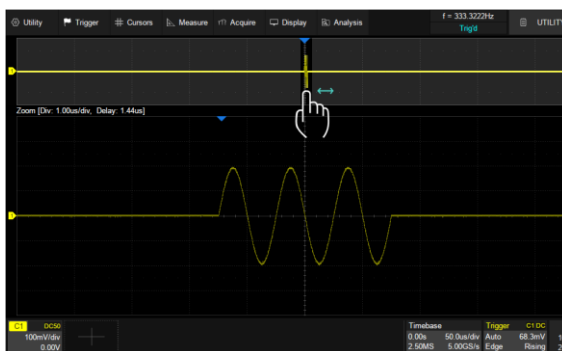 Utility Trigger Cursors Measure Acquire Display Analysis f = 333.3222Hz UTILIT
Trig'd
Zoom [Div: 1.00us/div, Delay: 1.44us]
C1 DC50 Timebase Trigger C1 DC
100mV/div 0.00s 50.0us/div Auto 68.3mV
0.00V 2.50MS 5.00GS/s Edge Rising